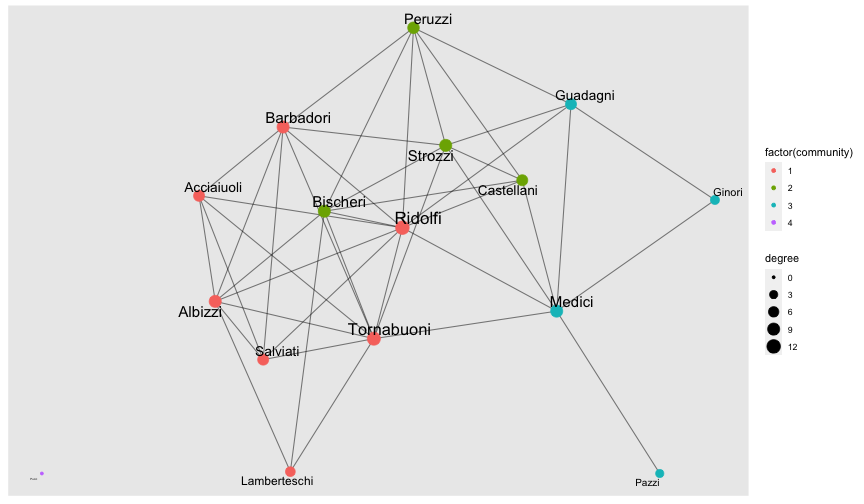 Peruzzi
Guadagni
Barbadori
Strozzi
Acciaiuoli
Castellani
Ginori
Bischeri
Ridolfi
Albizzi
Medici
Tornabuoni
Salviati
Lamberteschi
Pazzi
factor(community)
1
2
3
4
degree
0
3
6
9
12